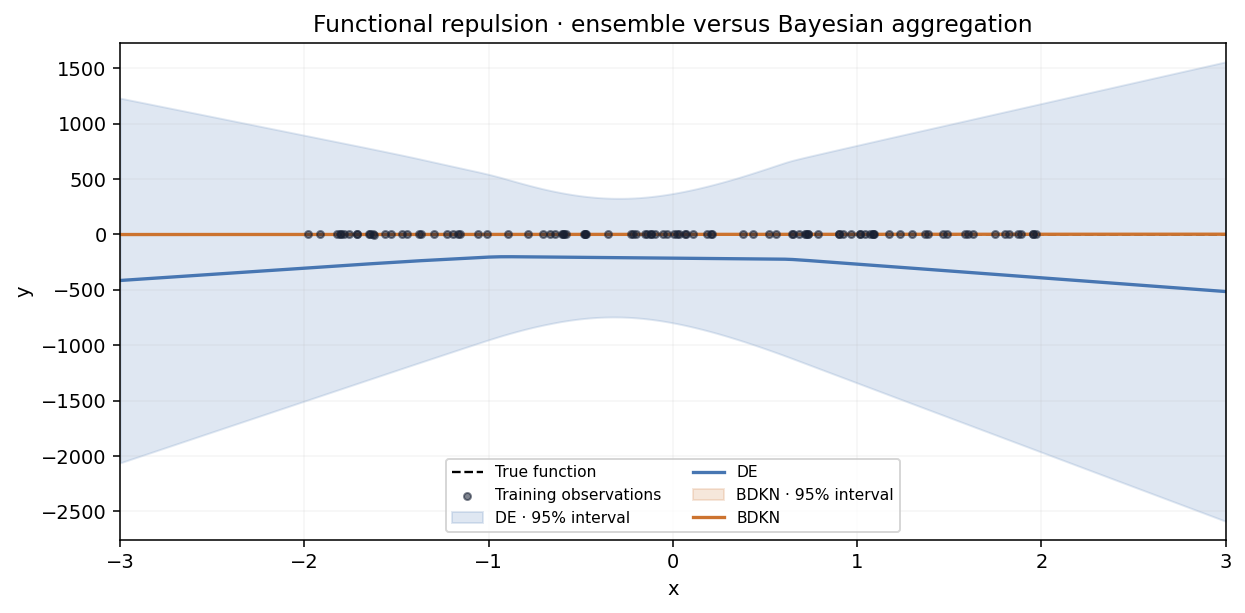 Functional repulsion · ensemble versus Bayesian aggregation
1500
1000
500
0
−500
−1000
−1500
−2000
−2500
y
True function
Training observations
DE · 95% interval
DE
BDKN · 95% interval
BDKN
−3 −2 −1 0 1 2 3
x